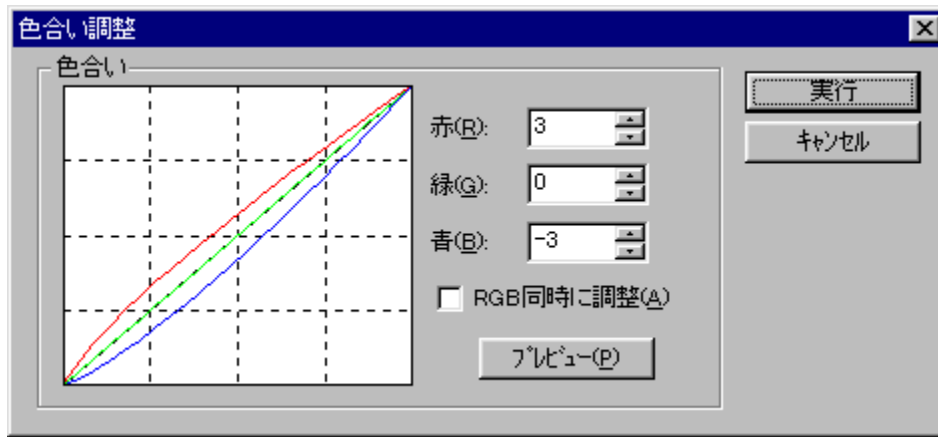 色合い調整
色合い
赤(R): 3
緑(G): 0
青(B): -3
RGB同時に調整(A)
プレビュー(P)
実行
キャンセル